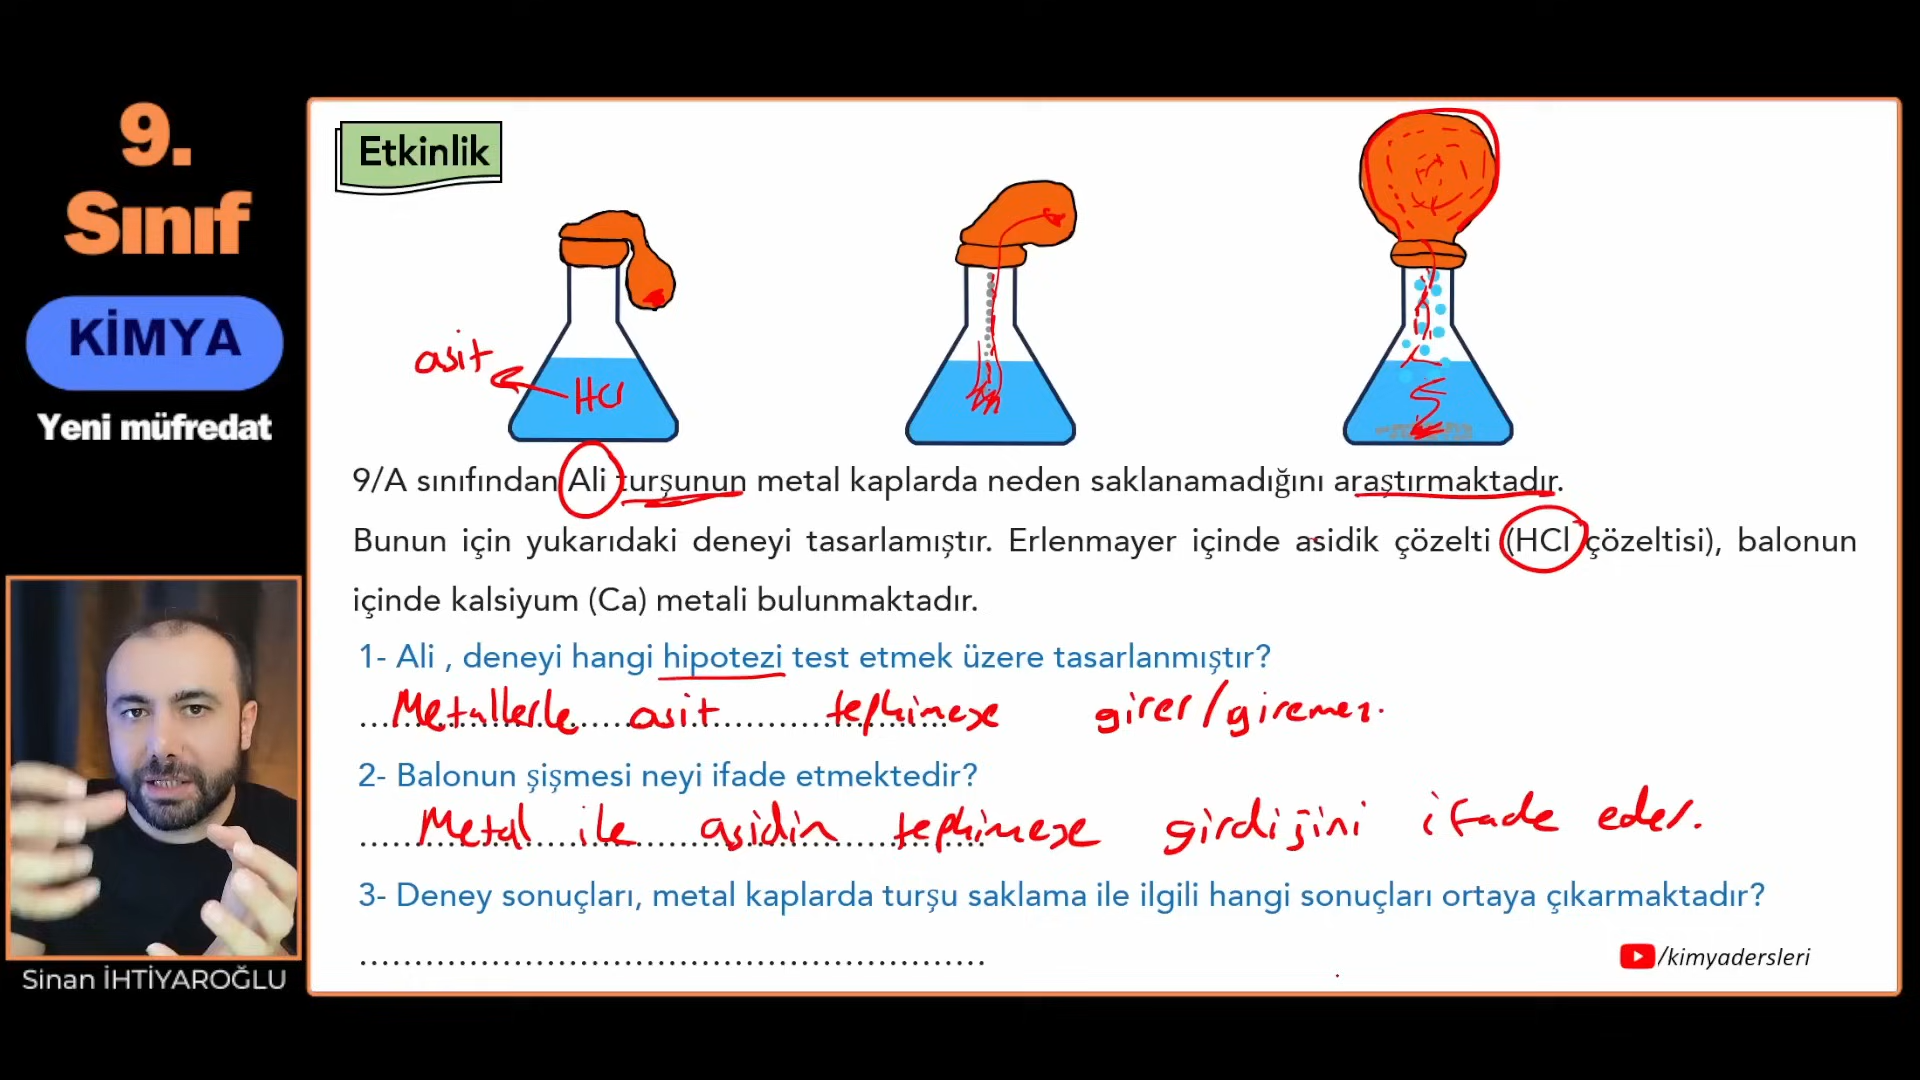 9.
Sınıf
KİMYA
Yeni müfredat
Sinan İHTİYAROĞLU
Etkinlik
asit
HCl
9/A sınıfından Ali turşunun metal kaplarda neden saklanamadığını araştırmaktadır.
Bunun için yukarıdaki deneyi tasarlamıştır. Erlenmayer içinde asidik çözelti (HCl çözeltisi), balonun
içinde kalsiyum (Ca) metali bulunmaktadır.
1- Ali , deneyi hangi hipotezi test etmek üzere tasarlanmıştır?
Metallerle asit tepkimeye girer/giremez.
2- Balonun şişmesi neyi ifade etmektedir?
Metal ile asidin tepkimeye girdiğini ifade eder.
3- Deney sonuçları, metal kaplarda turşu saklama ile ilgili hangi sonuçları ortaya çıkarmaktadır?
/kimyadersleri